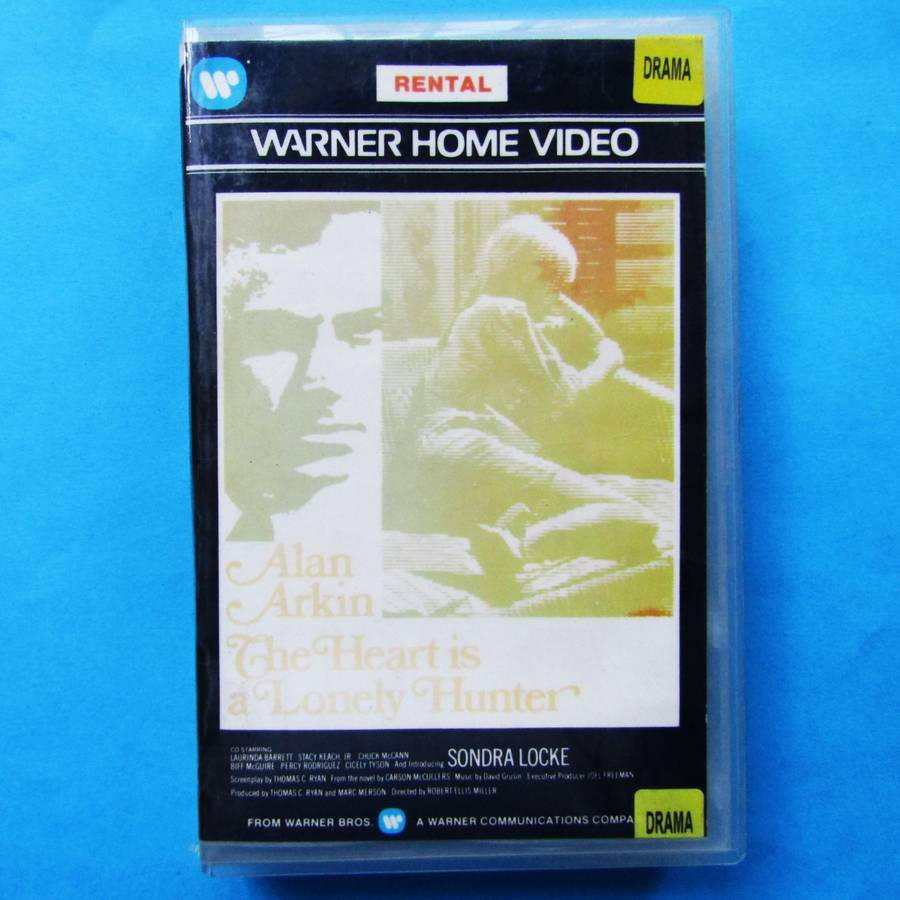 RENTAL
DRAMA
WARNER HOME VIDEO
Alan
Arkin
The Heart is
a Lonely Hunter
CO STARRING
LAURINDA BARRETT STACY KEACH, JR CHUCK McCANN
BIFF McGUIRE PERCY RODRIGUEZ CICELY TYSON And Introducing SONDRA LOCKE
Screenplay by THOMAS C. RYAN From the novel by CARSON McCULLERS Music by David Grusin Executive Producer JOEL FREEMAN
Produced by THOMAS C. RYAN and MARC MERSON Directed by ROBERT ELLIS MILLER
FROM WARNER BROS. A WARNER COMMUNICATIONS COMPA
DRAMA